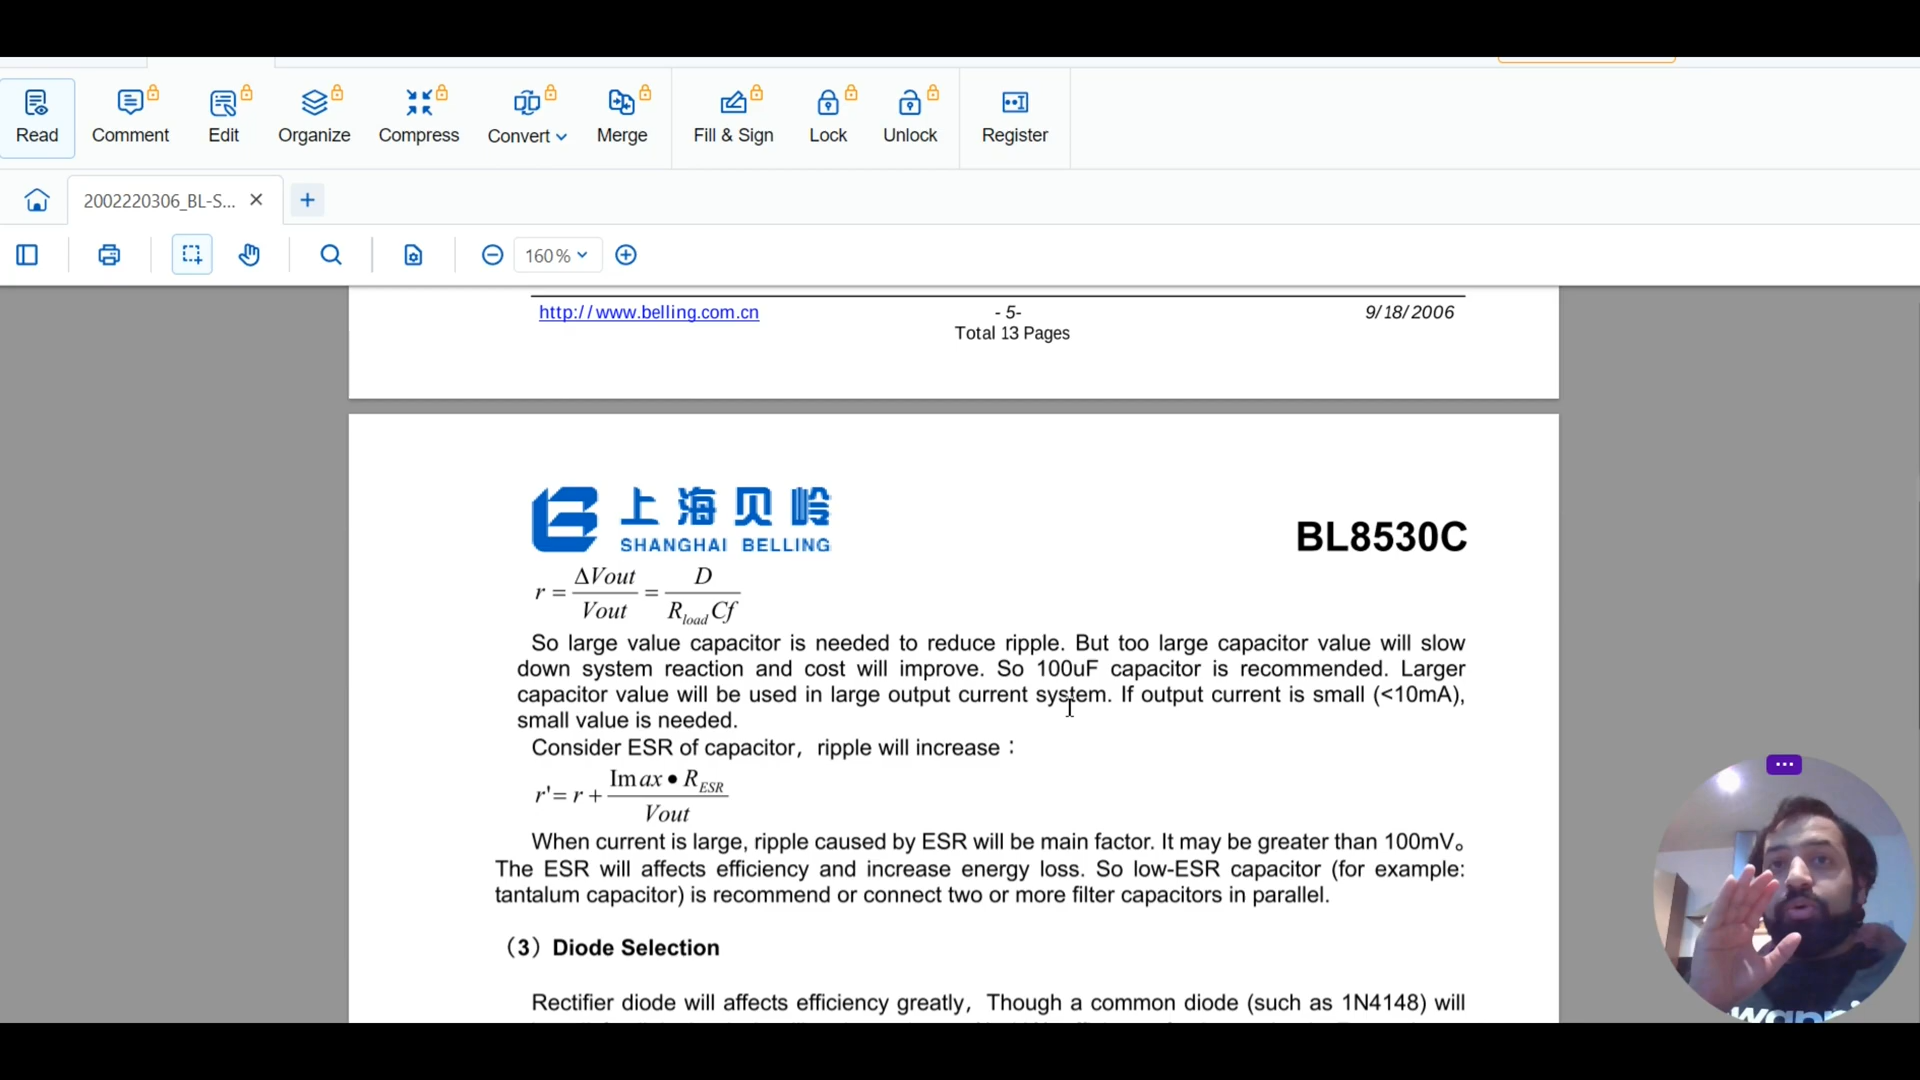 Read
Comment
Edit
Organize
Compress
Convert
Merge
Fill & Sign
Lock
Unlock
Register
2002220306_BL-S...
160%
http://www.belling.com.cn
- 5-
9/18/2006
Total 13 Pages
上海贝岭
SHANGHAI BELLING
BL8530C
r = ΔVout / Vout = D / R_load Cf
So large value capacitor is needed to reduce ripple. But too large capacitor value will slow
down system reaction and cost will improve. So 100uF capacitor is recommended. Larger
capacitor value will be used in large output current system. If output current is small (<10mA),
small value is needed.
Consider ESR of capacitor，ripple will increase：
r'= r + Imax • R_ESR / Vout
When current is large, ripple caused by ESR will be main factor. It may be greater than 100mV。
The ESR will affects efficiency and increase energy loss. So low-ESR capacitor (for example:
tantalum capacitor) is recommend or connect two or more filter capacitors in parallel.
（3）Diode Selection
Rectifier diode will affects efficiency greatly，Though a common diode (such as 1N4148) will